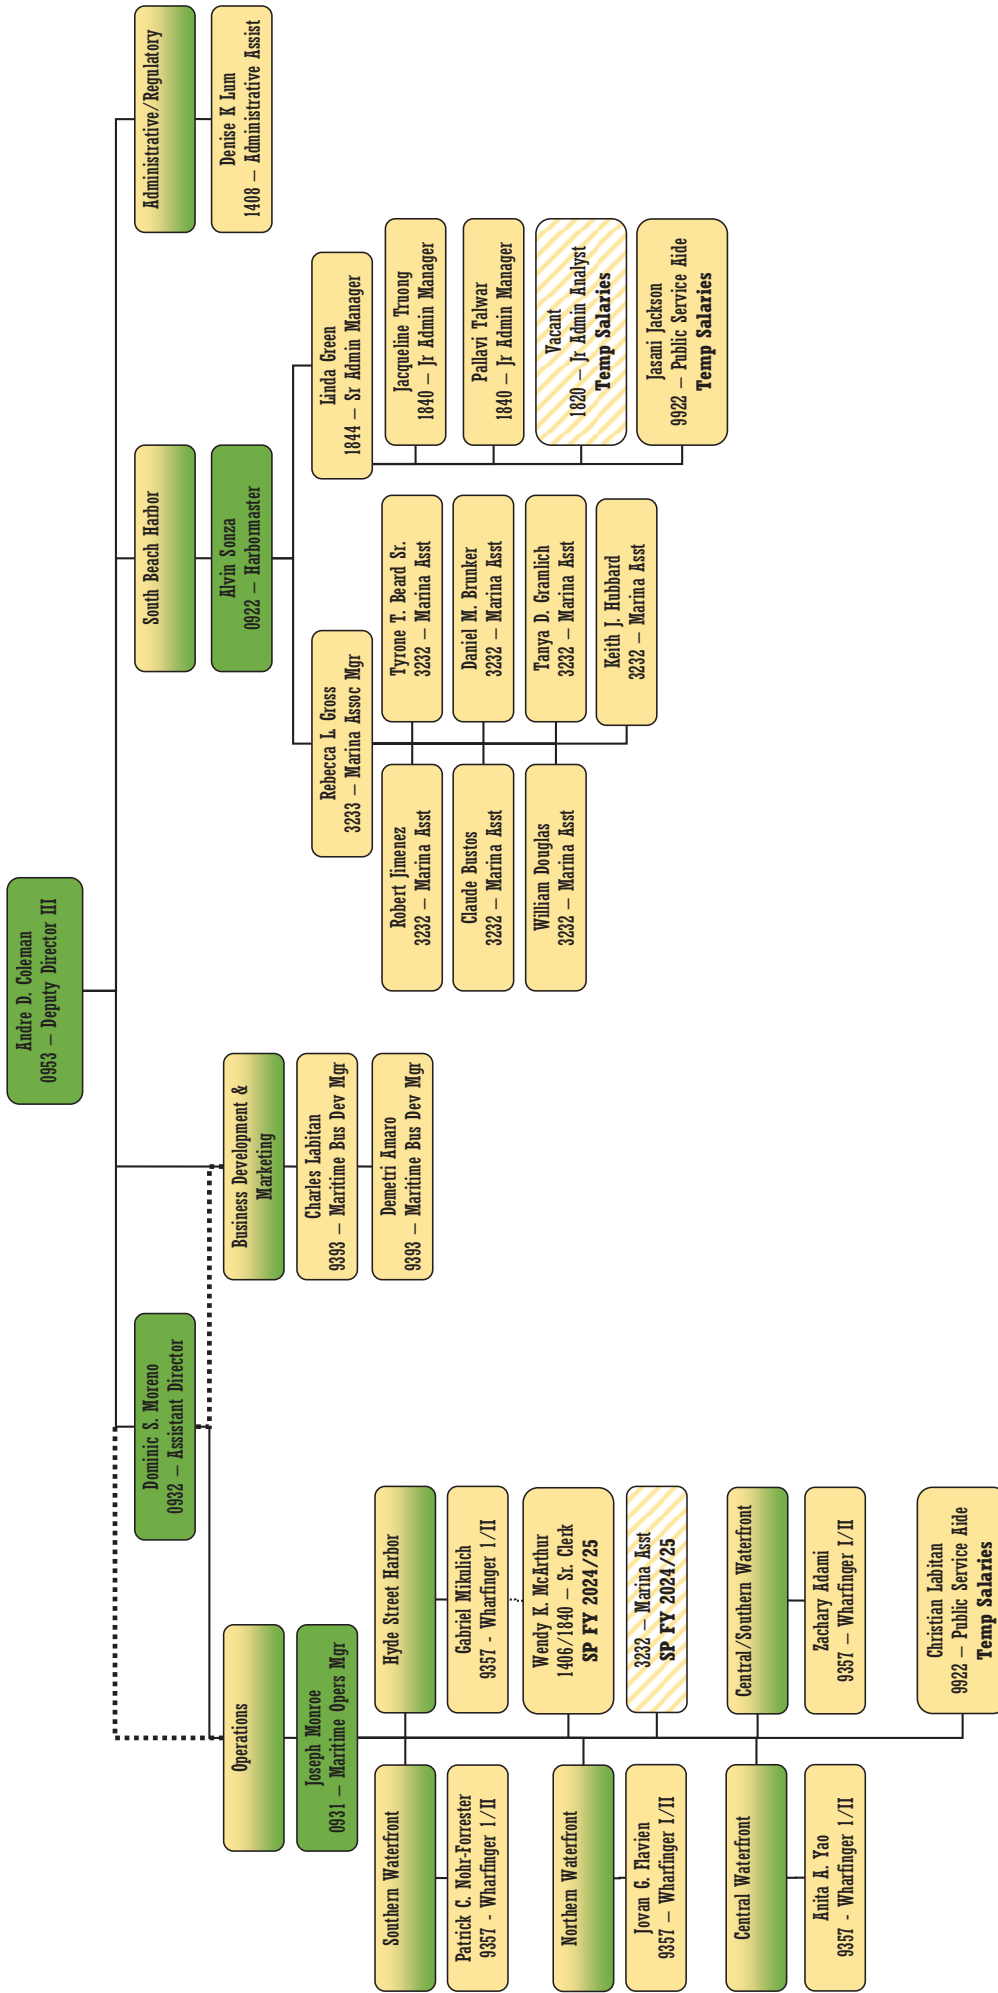 Andre D. Coleman
0953 – Deputy Director III
Dominic S. Moreno
0932 – Assistant Director
Operations
Joseph Monroe
0931 – Maritime Opers Mgr
Southern Waterfront
Patrick C. Nohr-Forrester
9357 - Wharfinger 1/II
Hyde Street Harbor
Gabriel Mikulich
9357 - Wharfinger 1/II
Wendy K. McArthur
1406/1840 – Sr. Clerk
SP FY 2024/25
3232 – Marina Asst
SP FY 2024/25
Northern Waterfront
Jovan G. Flavien
9357 – Wharfinger I/II
Central Waterfront
Anita A. Yao
9357 - Wharfinger 1/II
Central/Southern Waterfront
Zachary Adami
9357 – Wharfinger I/II
Christian Labitan
9922 – Public Service Aide
Temp Salaries
Business Development &
Marketing
Charles Labitan
9393 – Maritime Bus Dev Mgr
Demetri Amaro
9393 – Maritime Bus Dev Mgr
South Beach Harbor
Alvin Sonza
0922 – Harbormaster
Rebecca L. Gross
3233 – Marina Assoc Mgr
Robert Jimenez
3232 – Marina Asst
Tyrone T. Beard Sr.
3232 – Marina Asst
Claude Bustos
3232 – Marina Asst
Daniel M. Brunker
3232 – Marina Asst
William Douglas
3232 – Marina Asst
Tanya D. Gramlich
3232 – Marina Asst
Keith J. Hubbard
3232 – Marina Asst
Linda Green
1844 – Sr Admin Manager
Jacqueline Truong
1840 – Jr Admin Manager
Pallavi Talwar
1840 – Jr Admin Manager
Vacant
1820 – Jr Admin Analyst
Temp Salaries
Jasani Jackson
9922 – Public Service Aide
Temp Salaries
Administrative/Regulatory
Denise K Lum
1408 – Administrative Assist